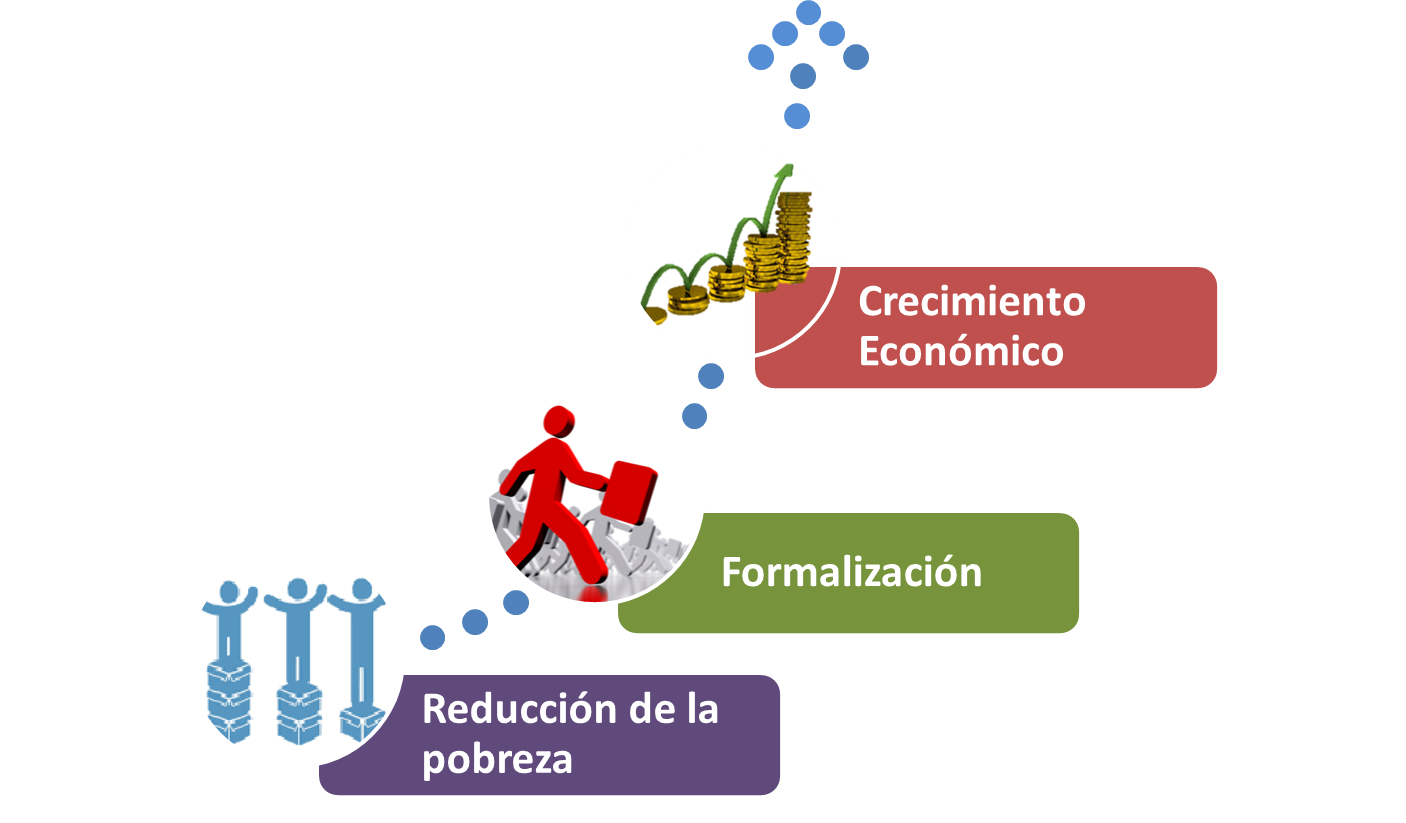 Crecimiento
Económico
Formalización
Reducción de la
pobreza